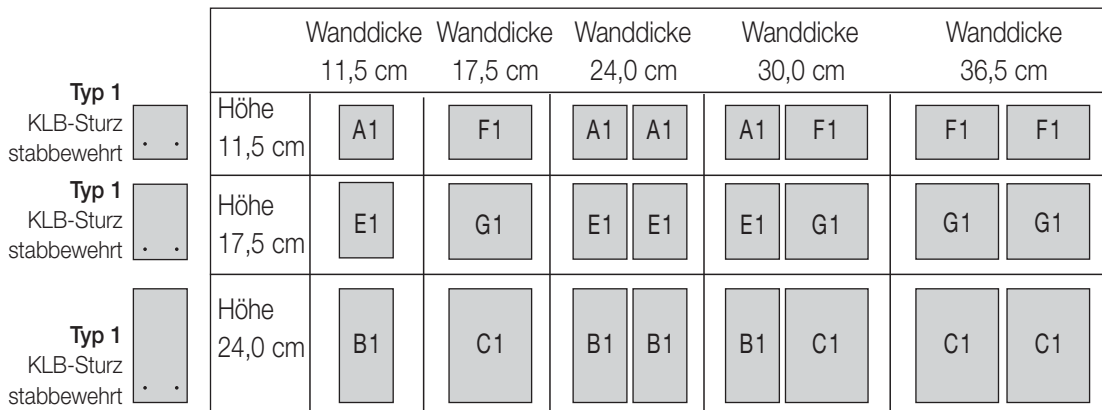 Wanddicke Wanddicke Wanddicke Wanddicke Wanddicke
11,5 cm 17,5 cm 24,0 cm 30,0 cm 36,5 cm
Typ 1
KLB-Sturz
stabbewehrt
Höhe
11,5 cm
A1 F1 A1 A1 A1 F1 F1 F1
Typ 1
KLB-Sturz
stabbewehrt
Höhe
17,5 cm
E1 G1 E1 E1 E1 G1 G1 G1
Typ 1
KLB-Sturz
stabbewehrt
Höhe
24,0 cm
B1 C1 B1 B1 B1 C1 C1 C1